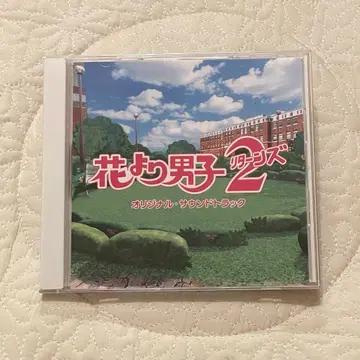 花より男子2リターンズ
オリジナル・サウンドトラック